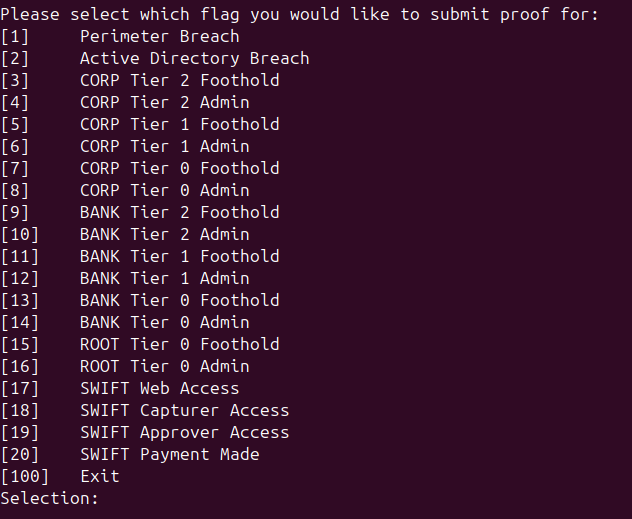 Please select which flag you would like to submit proof for:
[1]     Perimeter Breach
[2]     Active Directory Breach
[3]     CORP Tier 2 Foothold
[4]     CORP Tier 2 Admin
[5]     CORP Tier 1 Foothold
[6]     CORP Tier 1 Admin
[7]     CORP Tier 0 Foothold
[8]     CORP Tier 0 Admin
[9]     BANK Tier 2 Foothold
[10]    BANK Tier 2 Admin
[11]    BANK Tier 1 Foothold
[12]    BANK Tier 1 Admin
[13]    BANK Tier 0 Foothold
[14]    BANK Tier 0 Admin
[15]    ROOT Tier 0 Foothold
[16]    ROOT Tier 0 Admin
[17]    SWIFT Web Access
[18]    SWIFT Capturer Access
[19]    SWIFT Approver Access
[20]    SWIFT Payment Made
[100]   Exit
Selection: